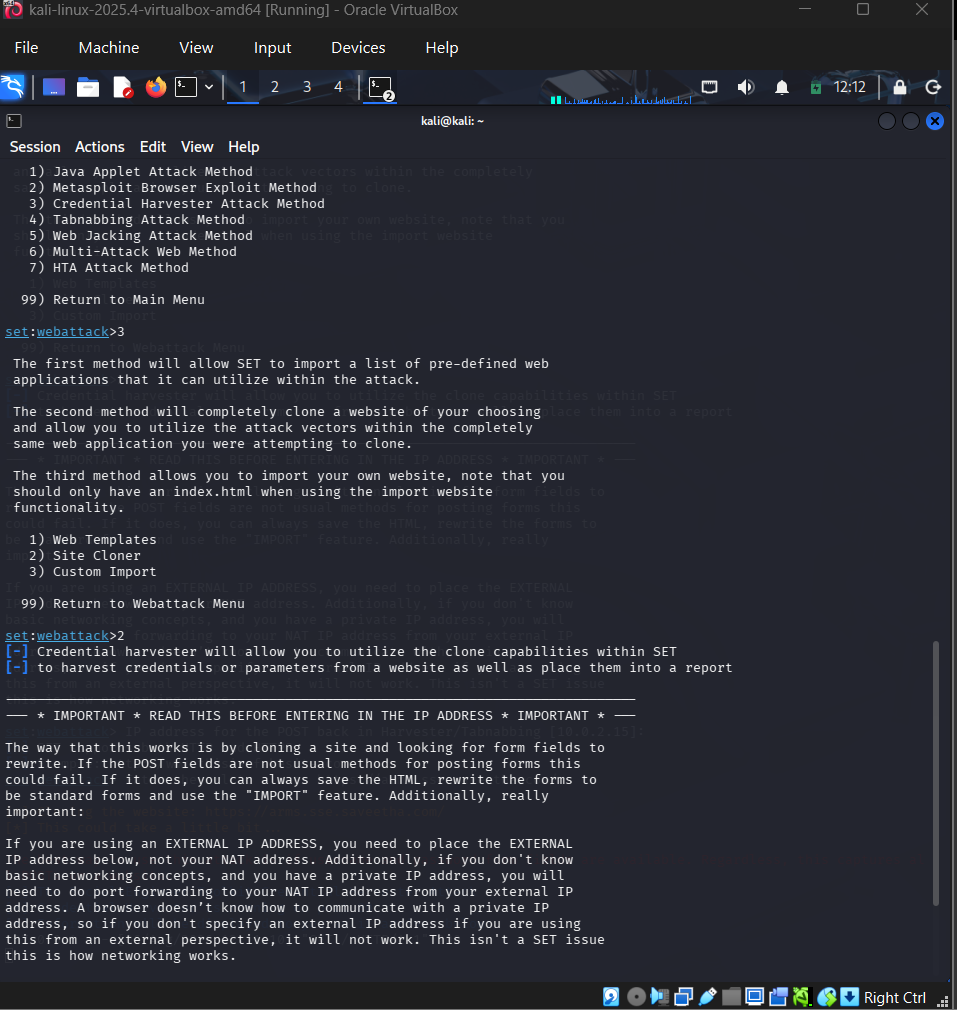 kali-linux-2025.4-virtualbox-amd64 [Running] - Oracle VirtualBox
File Machine View Input Devices Help
1 2 3 4 2 12:12
kali@kali: ~
Session Actions Edit View Help
1) Java Applet Attack Method
2) Metasploit Browser Exploit Method
3) Credential Harvester Attack Method
4) Tabnabbing Attack Method
5) Web Jacking Attack Method
6) Multi-Attack Web Method
7) HTA Attack Method
99) Return to Main Menu
set:webattack>3
The first method will allow SET to import a list of pre-defined web
applications that it can utilize within the attack.
The second method will completely clone a website of your choosing
and allow you to utilize the attack vectors within the completely
same web application you were attempting to clone.
The third method allows you to import your own website, note that you
should only have an index.html when using the import website
functionality.
1) Web Templates
2) Site Cloner
3) Custom Import
99) Return to Webattack Menu
set:webattack>2
[-] Credential harvester will allow you to utilize the clone capabilities within SET
[-] to harvest credentials or parameters from a website as well as place them into a report
--- * IMPORTANT * READ THIS BEFORE ENTERING IN THE IP ADDRESS * IMPORTANT * ---
The way that this works is by cloning a site and looking for form fields to
rewrite. If the POST fields are not usual methods for posting forms this
could fail. If it does, you can always save the HTML, rewrite the forms to
be standard forms and use the "IMPORT" feature. Additionally, really
important:
If you are using an EXTERNAL IP ADDRESS, you need to place the EXTERNAL
IP address below, not your NAT address. Additionally, if you don't know
basic networking concepts, and you have a private IP address, you will
need to do port forwarding to your NAT IP address from your external IP
address. A browser doesn't know how to communicate with a private IP
address, so if you don't specify an external IP address if you are using
this from an external perspective, it will not work. This isn't a SET issue
this is how networking works.
Right Ctrl